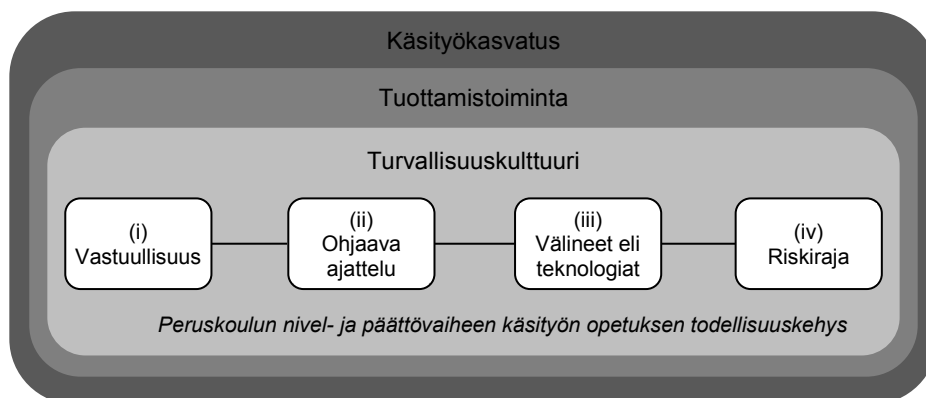 Käsityökasvatus
Tuottamistoiminta
Turvallisuuskulttuuri
(i)
Vastuullisuus
(ii)
Ohjaava
ajattelu
(iii)
Välineet eli
teknologiat
(iv)
Riskiraja
Peruskoulun nivel- ja päättövaiheen käsityön opetuksen todellisuuskehys